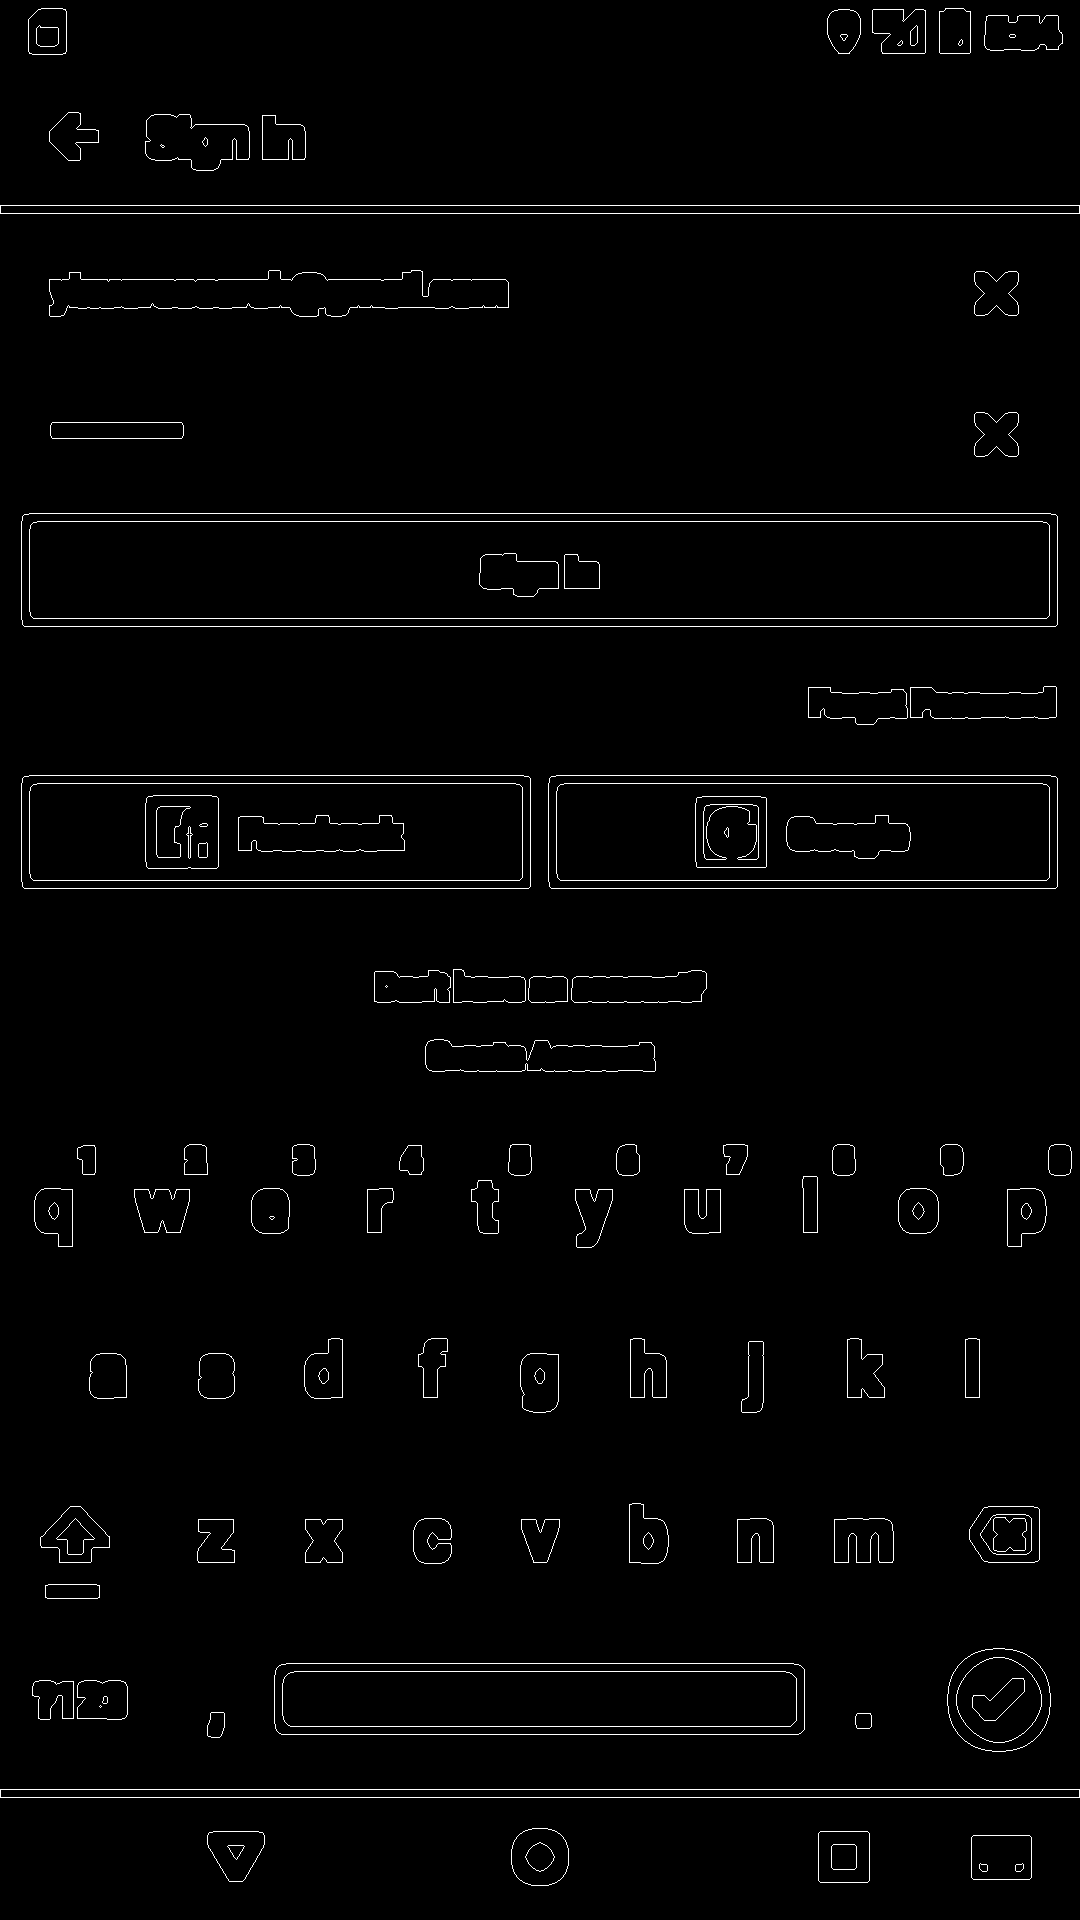 Sign in
Sign in
Forgot Password
Facebook
Google
Don't have an account?
Create Account
1 2 3 4 5 6 7 8 9 0
q w e r t y u i o p
a s d f g h j k l
z x c v b n m
?123 , .